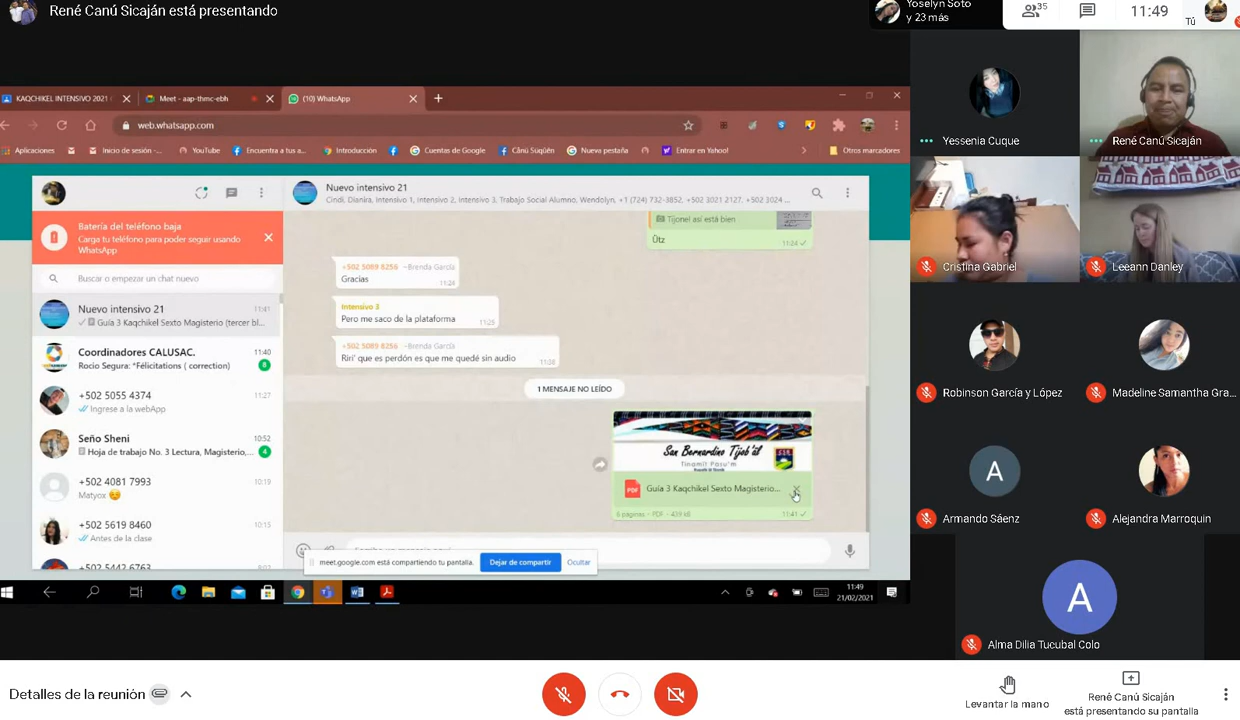 René Canú Sicaján está presentando
Yoselyn Soto
y 23 más
35
11:49
Tú
KAQCHIKEL INTENSIVO 2021
Meet - aap-thmc-ebh
(10) WhatsApp
web.whatsapp.com
Aplicaciones
Inicio de sesión -...
YouTube
Encuentra a tus a...
Introducción
Cuentas de Google
Cånü Süqüën
Nueva pestaña
Entrar en Yahoo!
Otros marcadores
Batería del teléfono baja
Carga tu teléfono para poder seguir usando
WhatsApp
Buscar o empezar un chat nuevo
Nuevo intensivo 21
11:41
Guía 3 Kaqchikel Sexto Magisterio (tercer bl...
Coordinadores CALUSAC.
11:40
Rocio Segura: *Félicitations ( correction)
8
+502 5055 4374
11:27
Ingrese a la webApp
Seño Sheni
10:52
Hoja de trabajo No. 3 Lectura, Magisterio,...
4
+502 4081 7993
10:19
Matyox 😊
+502 5619 8460
10:15
Antes de la clase
+502 5442 6763
Nuevo intensivo 21
Cindi, Dianira, Intensivo 1, Intensivo 2, Intensivo 3, Trabajo Social Alumno, Wendolyn, +1 (724) 732-3852, +502 3021 2127, +502 3024 ...
Tijonel así está bien
Ütz
11:24
+502 5089 8256 ~Brenda García
Gracias
11:24
Intensivo 3
Pero me saco de la plataforma
11:25
+502 5089 8256 ~Brenda García
Riri' que es perdón es que me quedé sin audio
11:38
1 MENSAJE NO LEÍDO
San Bernardino Tijob'äl
Guía 3 Kaqchikel Sexto Magisterio...
6 páginas • PDF • 439 kB
11:41
meet.google.com está compartiendo tu pantalla.
Dejar de compartir
Ocultar
11:49
21/02/2021
Yessenia Cuque
René Canú Sicaján
Cristina Gabriel
Leeann Danley
Robinson García y López
Madeline Samantha Gra...
A
Armando Sáenz
Alejandra Marroquin
A
Alma Dilia Tucubal Colo
Detalles de la reunión
Levantar la mano
René Canú Sicaján
está presentando su pantalla